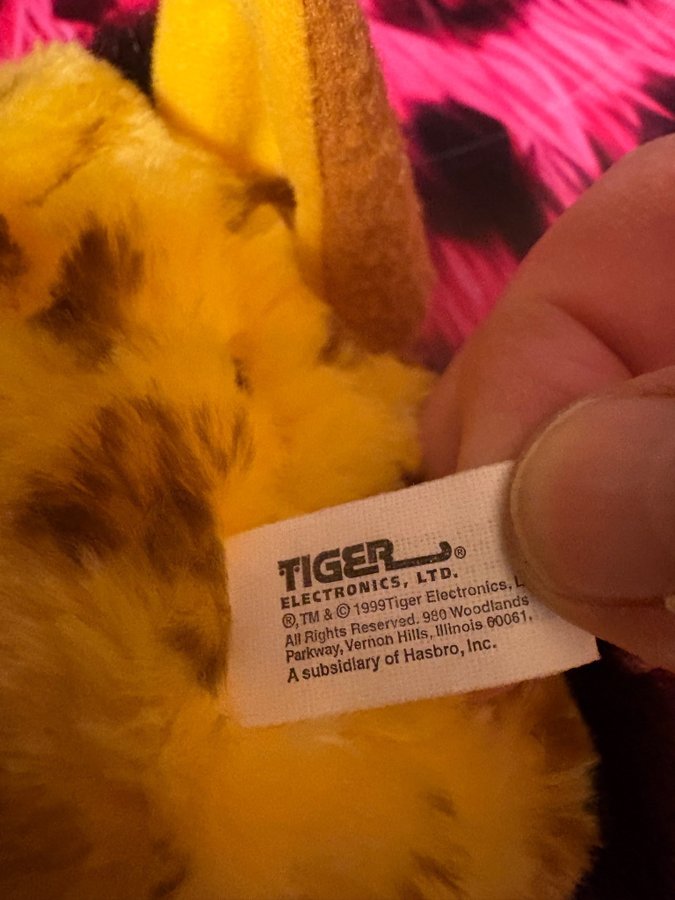 TIGER®
ELECTRONICS, LTD.
®,TM & © 1999Tiger Electronics,
All Rights Reserved. 980 Woodlands
Parkway, Vernon Hills, Illinois 60061,
A subsidiary of Hasbro, Inc.